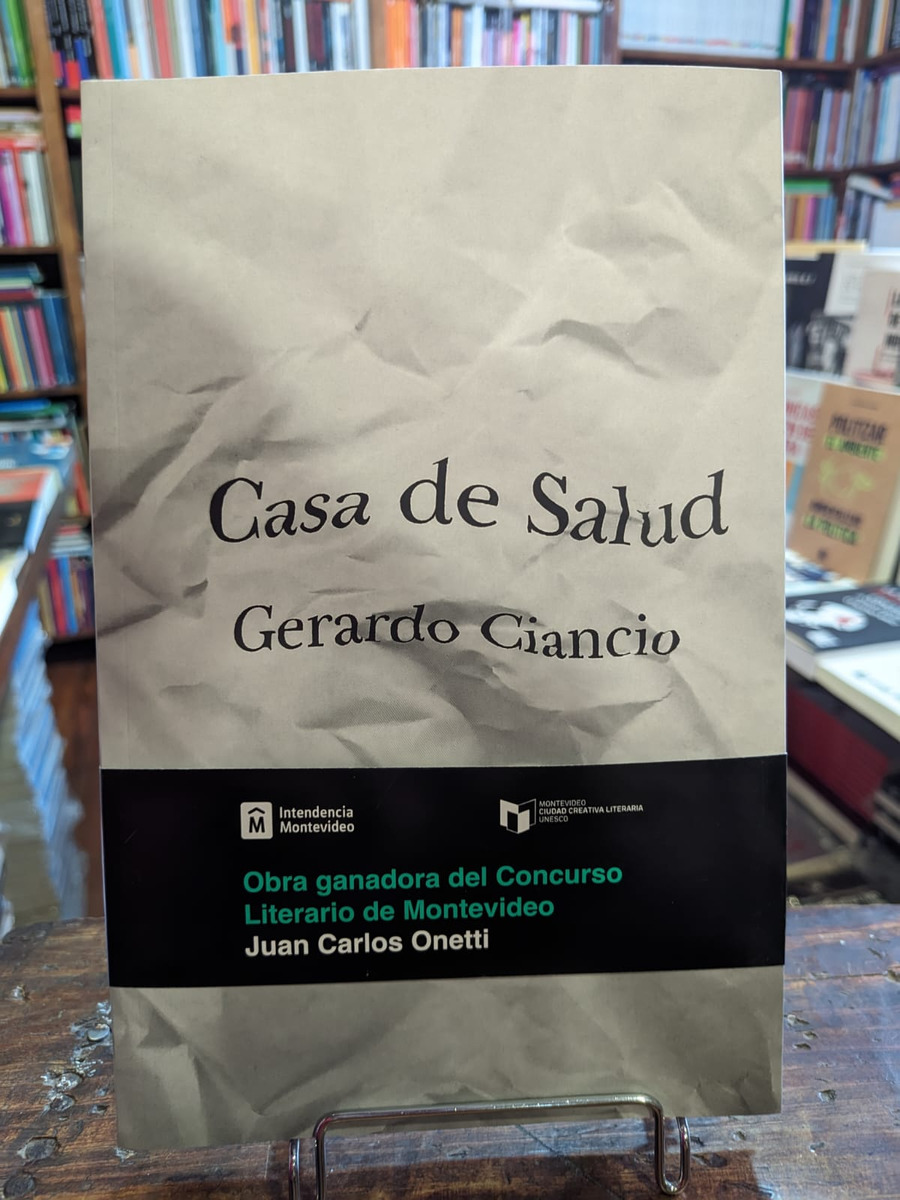 Casa de Salud
Gerardo Ciancio
Intendencia
Montevideo
MONTEVIDEO
CIUDAD CREATIVA LITERARIA
UNESCO
Obra ganadora del Concurso
Literario de Montevideo
Juan Carlos Onetti
POLITIZAR